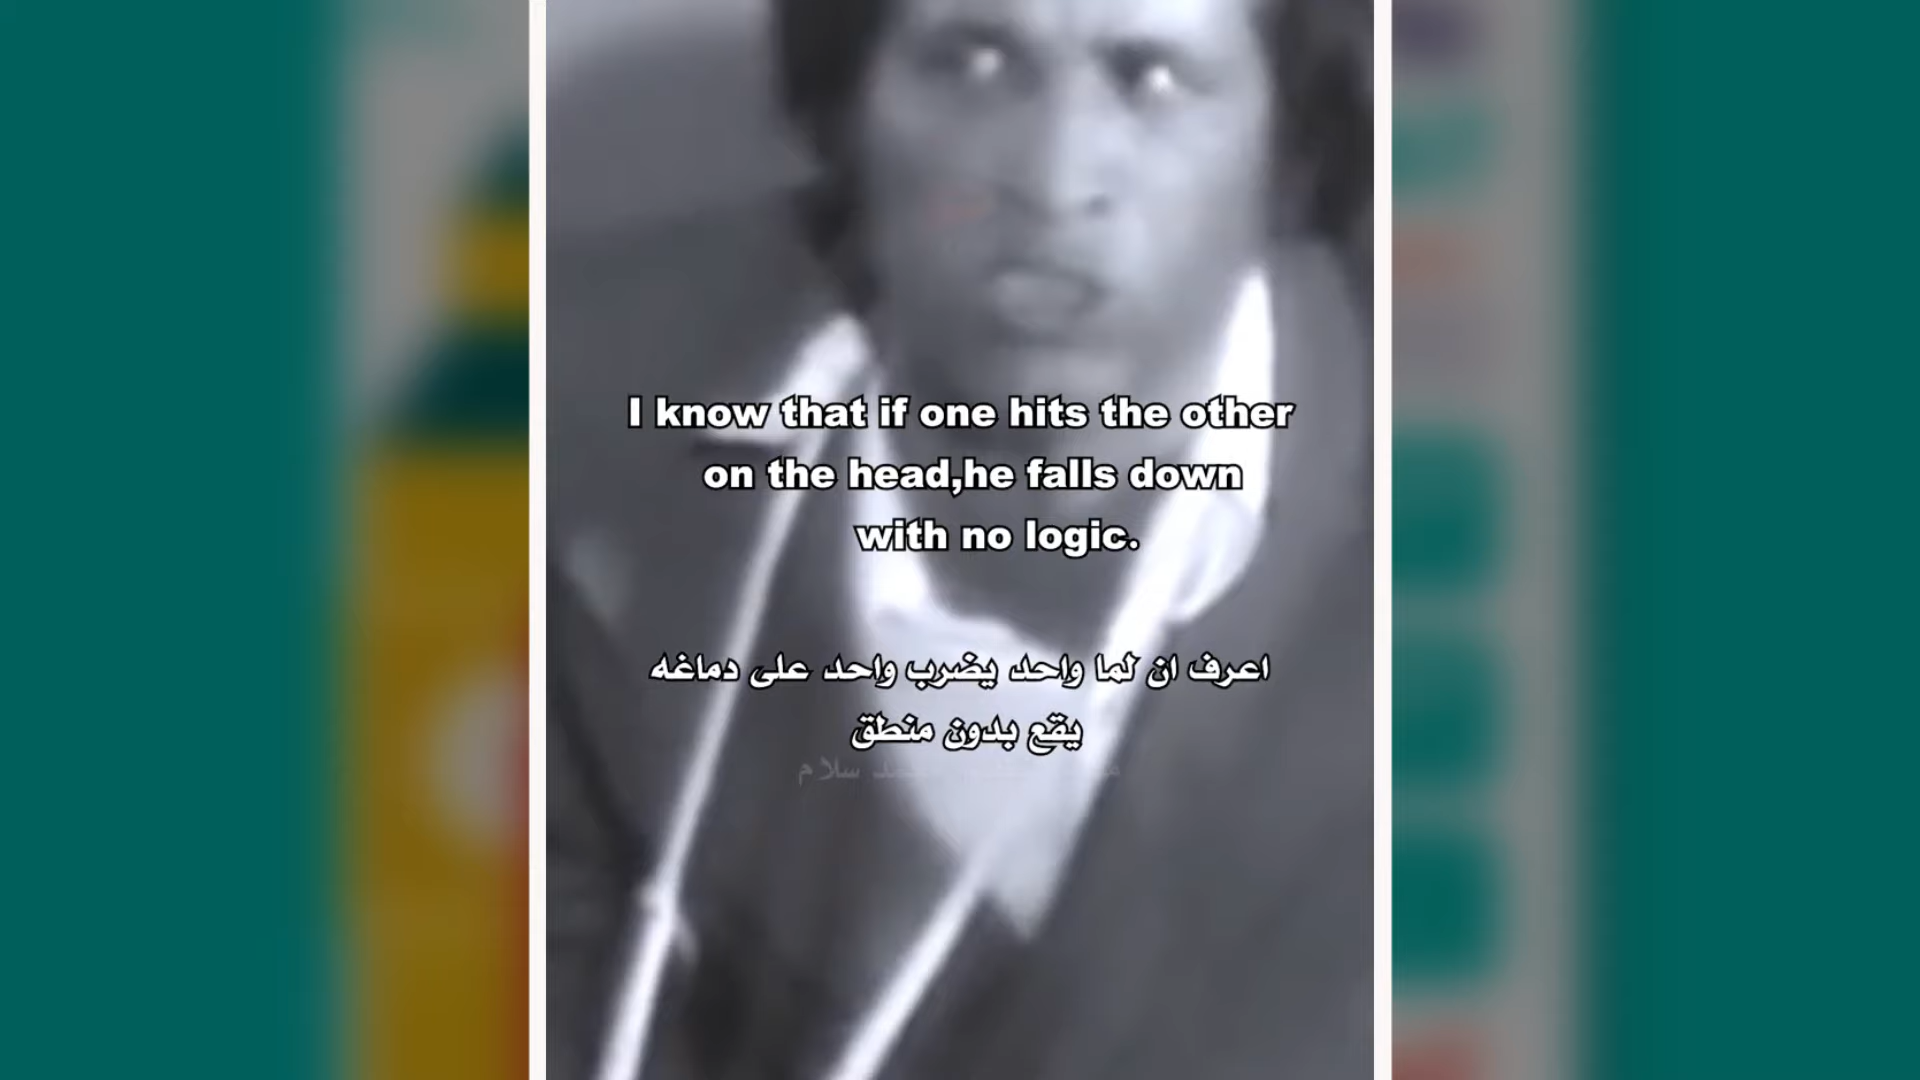 I know that if one hits the other
on the head,he falls down
with no logic.
اعرف ان لما واحد يضرب واحد على دماغه
يقع بدون منطق
سلام